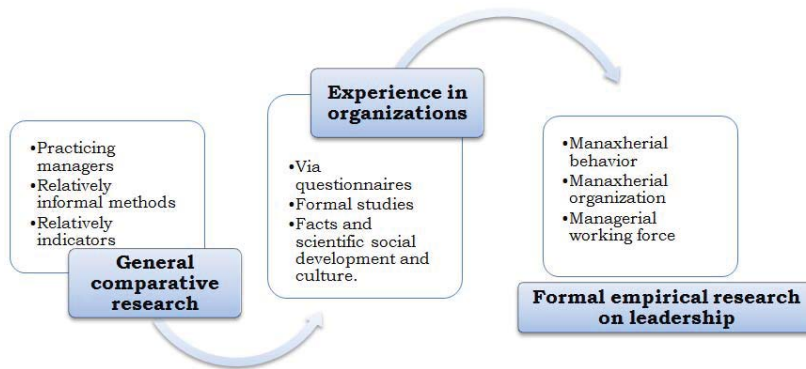 •Practicing
managers
•Relatively
informal methods
•Relatively
indicators
General
comparative
research
Experience in
organizations
•Via
questionnaires
•Formal studies
•Facts and
scientific social
development and
culture.
•Manaxherial
behavior
•Manaxherial
organization
•Managerial
working force
Formal empirical research
on leadership